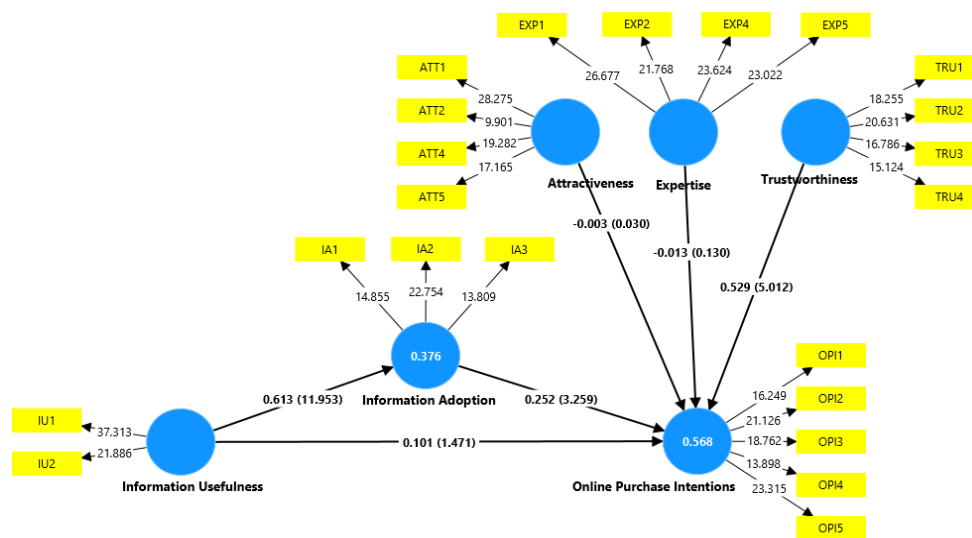 EXP1
EXP2
EXP4
EXP5
26.677
21.768
23.624
23.022
ATT1
ATT2
ATT4
ATT5
28.275
9.901
19.282
17.165
Attractiveness
Expertise
Trustworthiness
TRU1
TRU2
TRU3
TRU4
18.255
20.631
16.786
15.124
-0.003 (0.030)
-0.013 (0.130)
0.529 (5.012)
IA1
IA2
IA3
14.855
22.754
13.809
0.376
Information Adoption
0.613 (11.953)
0.252 (3.259)
0.101 (1.471)
IU1
IU2
37.313
21.886
Information Usefulness
0.568
Online Purchase Intentions
16.249
21.126
18.762
13.898
23.315
OPI1
OPI2
OPI3
OPI4
OPI5